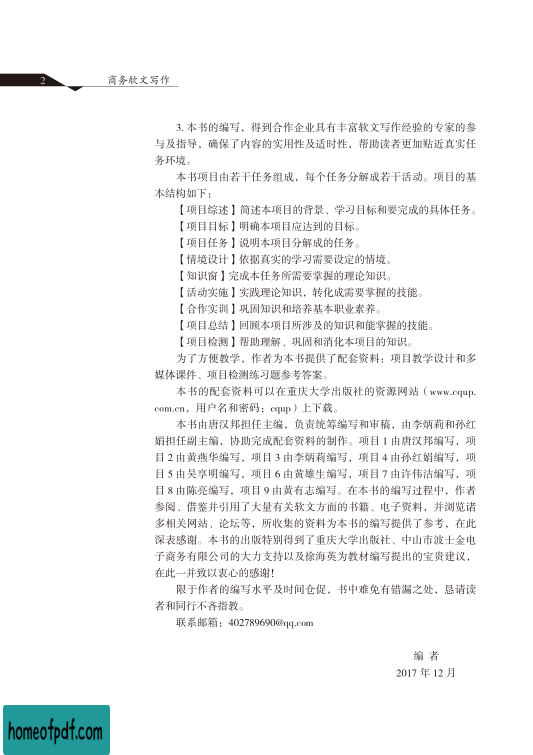 2 商务软文写作
3. 本书的编写，得到合作企业具有丰富软文写作经验的专家的参
与及指导，确保了内容的实用性及适时性，帮助读者更加贴近真实任
务环境。
本书项目由若干任务组成，每个任务分解成若干活动。项目的基
本结构如下：
【项目综述】简述本项目的背景、学习目标和要完成的具体任务。
【项目目标】明确本项目应达到的目标。
【项目任务】说明本项目分解成的任务。
【情境设计】依据真实的学习需要设定的情境。
【知识窗】完成本任务所需要掌握的理论知识。
【活动实施】实践理论知识，转化成需要掌握的技能。
【合作实训】巩固知识和培养基本职业素养。
【项目总结】回顾本项目所涉及的知识和能掌握的技能。
【项目检测】帮助理解、巩固和消化本项目的知识。
为了方便教学，作者为本书提供了配套资料：项目教学设计和多
媒体课件、项目检测练习题参考答案。
本书的配套资料可以在重庆大学出版社的资源网站（www.cqup.
com.cn，用户名和密码：cqup）上下载。
本书由唐汉邦担任主编，负责统筹编写和审稿，由李炳莉和孙红
娟担任副主编，协助完成配套资料的制作。项目 1 由唐汉邦编写，项
目 2 由黄燕华编写，项目 3 由李炳莉编写，项目 4 由孙红娟编写，项
目 5 由吴享明编写，项目 6 由黄雄生编写，项目 7 由许伟洁编写，项
目 8 由陈亮编写，项目 9 由黄有志编写。在本书的编写过程中，作者
参阅、借鉴并引用了大量有关软文方面的书籍、电子资料，并浏览诸
多相关网站、论坛等，所收集的资料为本书的编写提供了参考，在此
深表感谢。本书的出版特别得到了重庆大学出版社、中山市波士金电
子商务有限公司的大力支持以及徐海英为教材编写提出的宝贵建议，
在此一并致以衷心的感谢！
限于作者的编写水平及时间仓促，书中难免有错漏之处，恳请读
者和同行不吝指教。
联系邮箱：402789690@qq.com
编 者
2017 年 12 月
homeofpdf.com